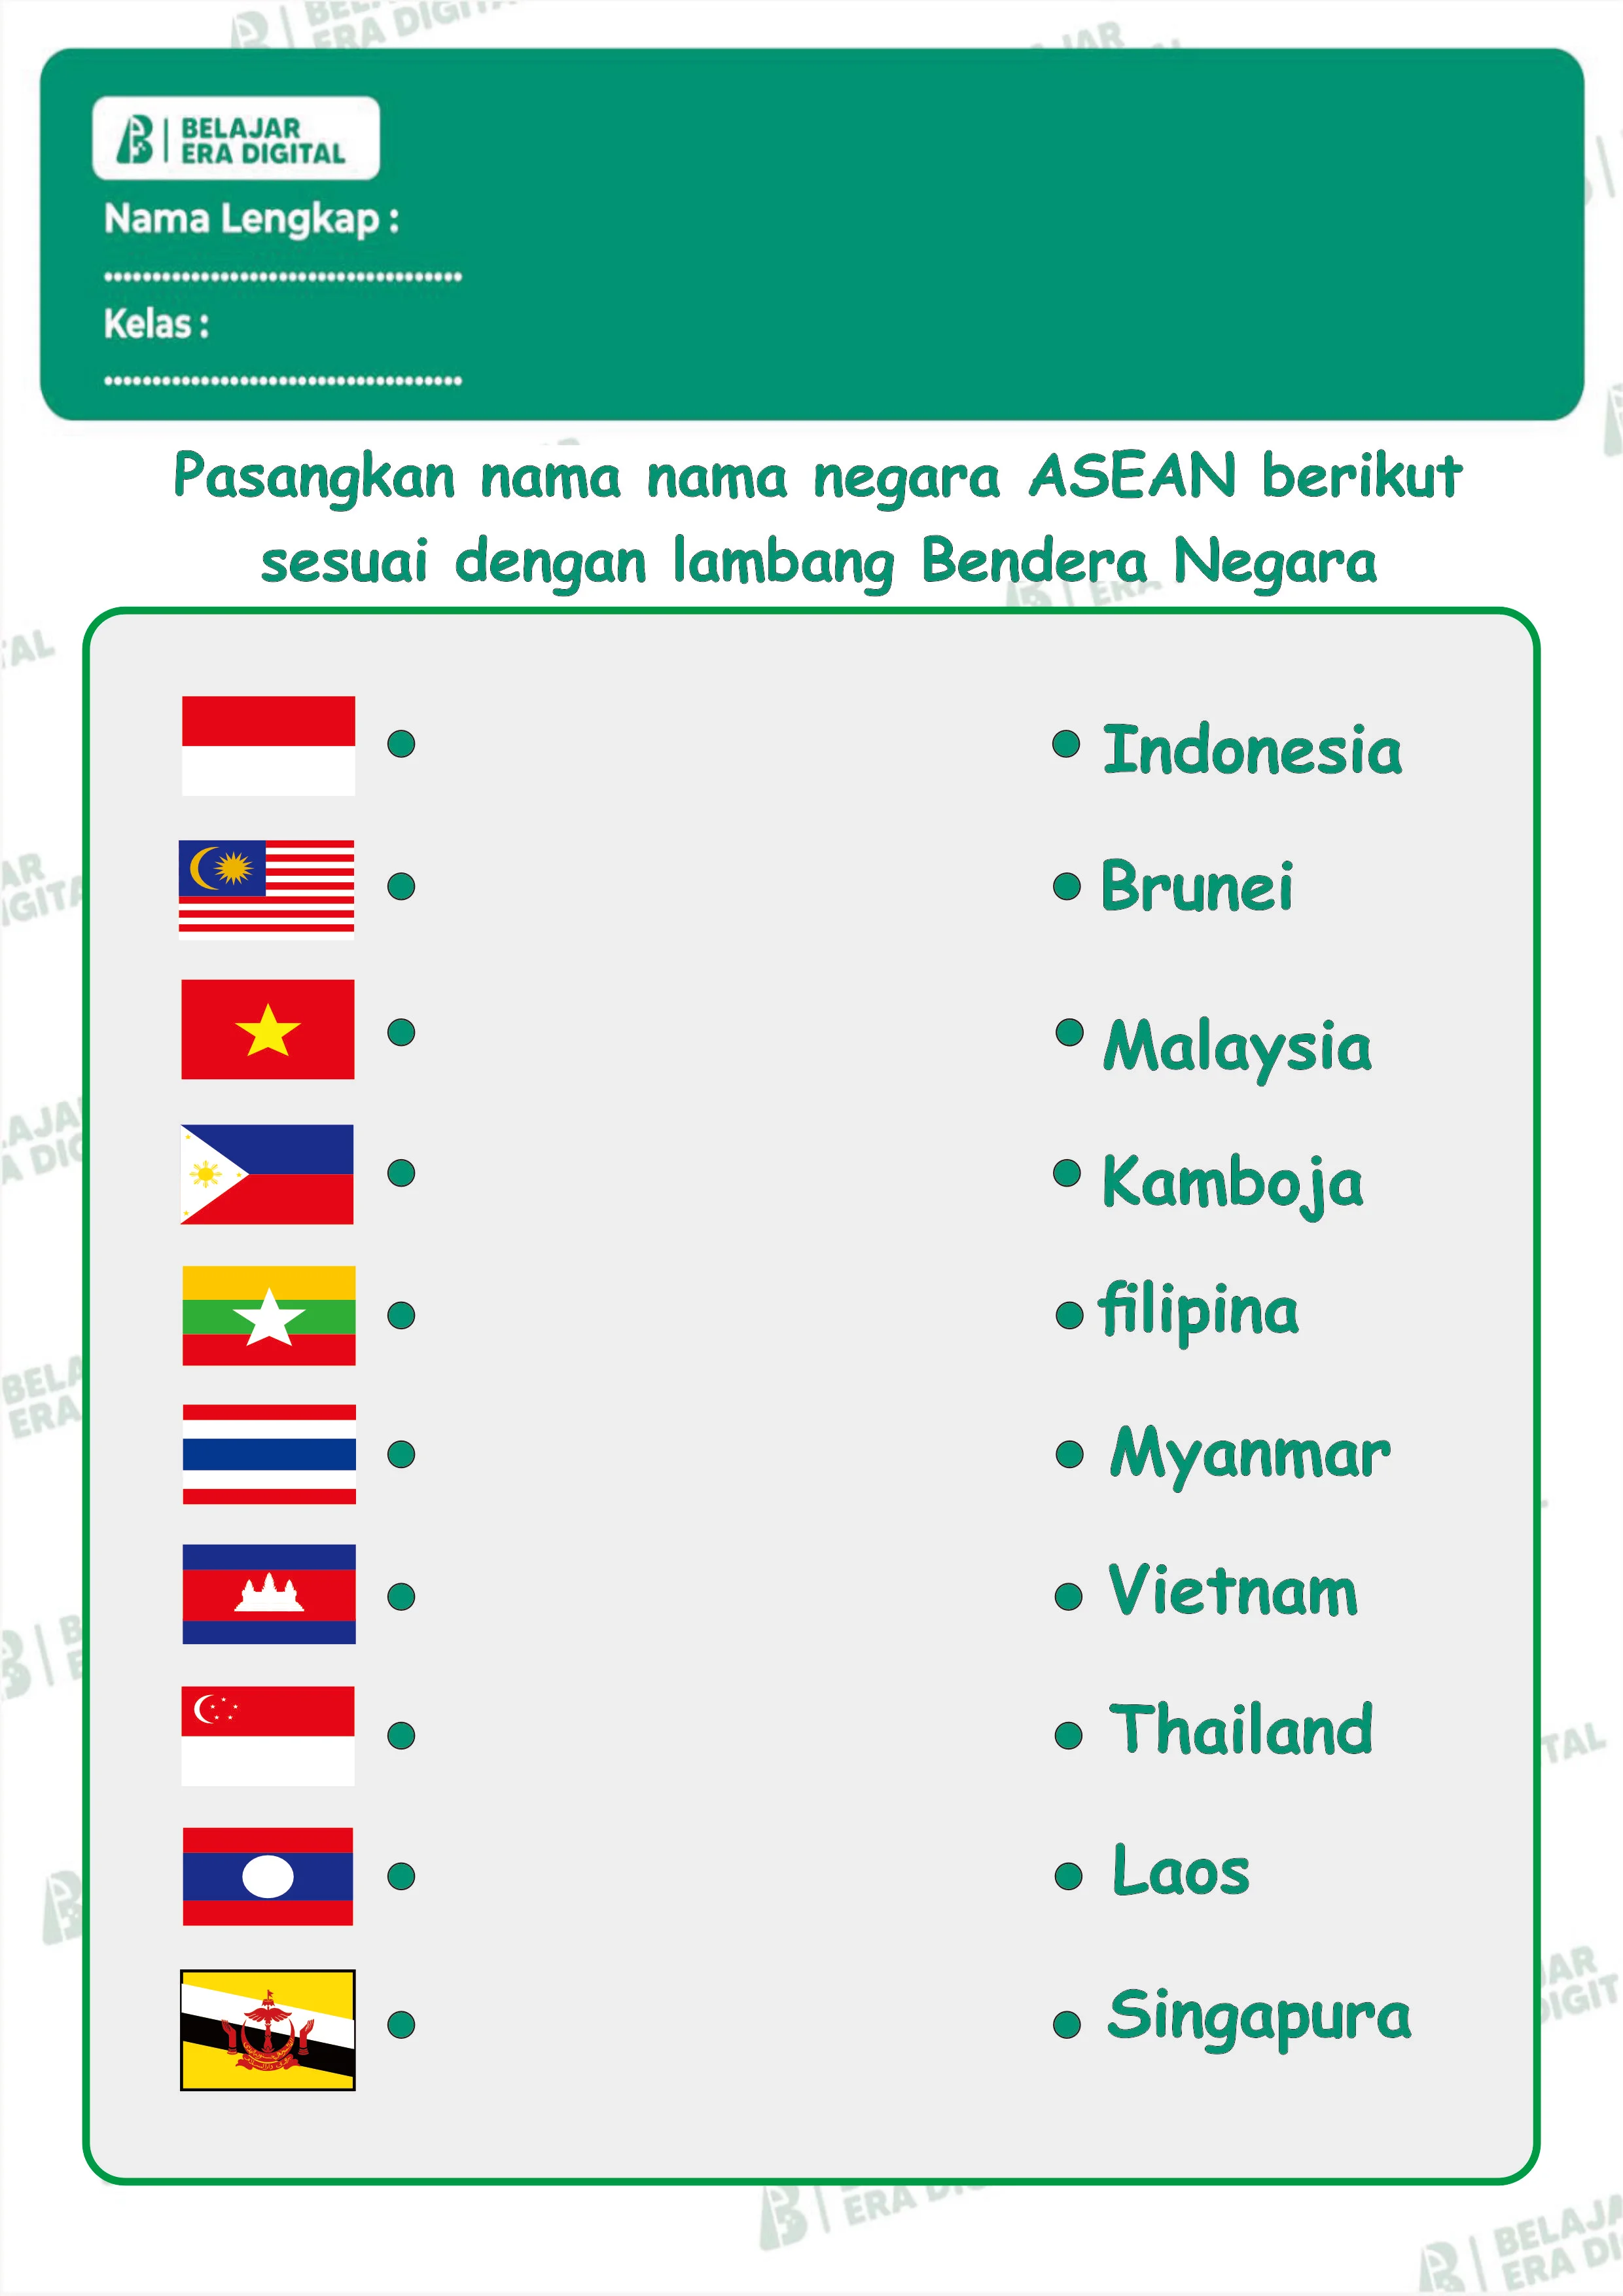 BELAJAR
ERA DIGITAL
Nama Lengkap :
.....................................
Kelas :
.....................................
Pasangkan nama nama negara ASEAN berikut
sesuai dengan lambang Bendera Negara
Indonesia
Brunei
Malaysia
Kamboja
filipina
Myanmar
Vietnam
Thailand
Laos
Singapura